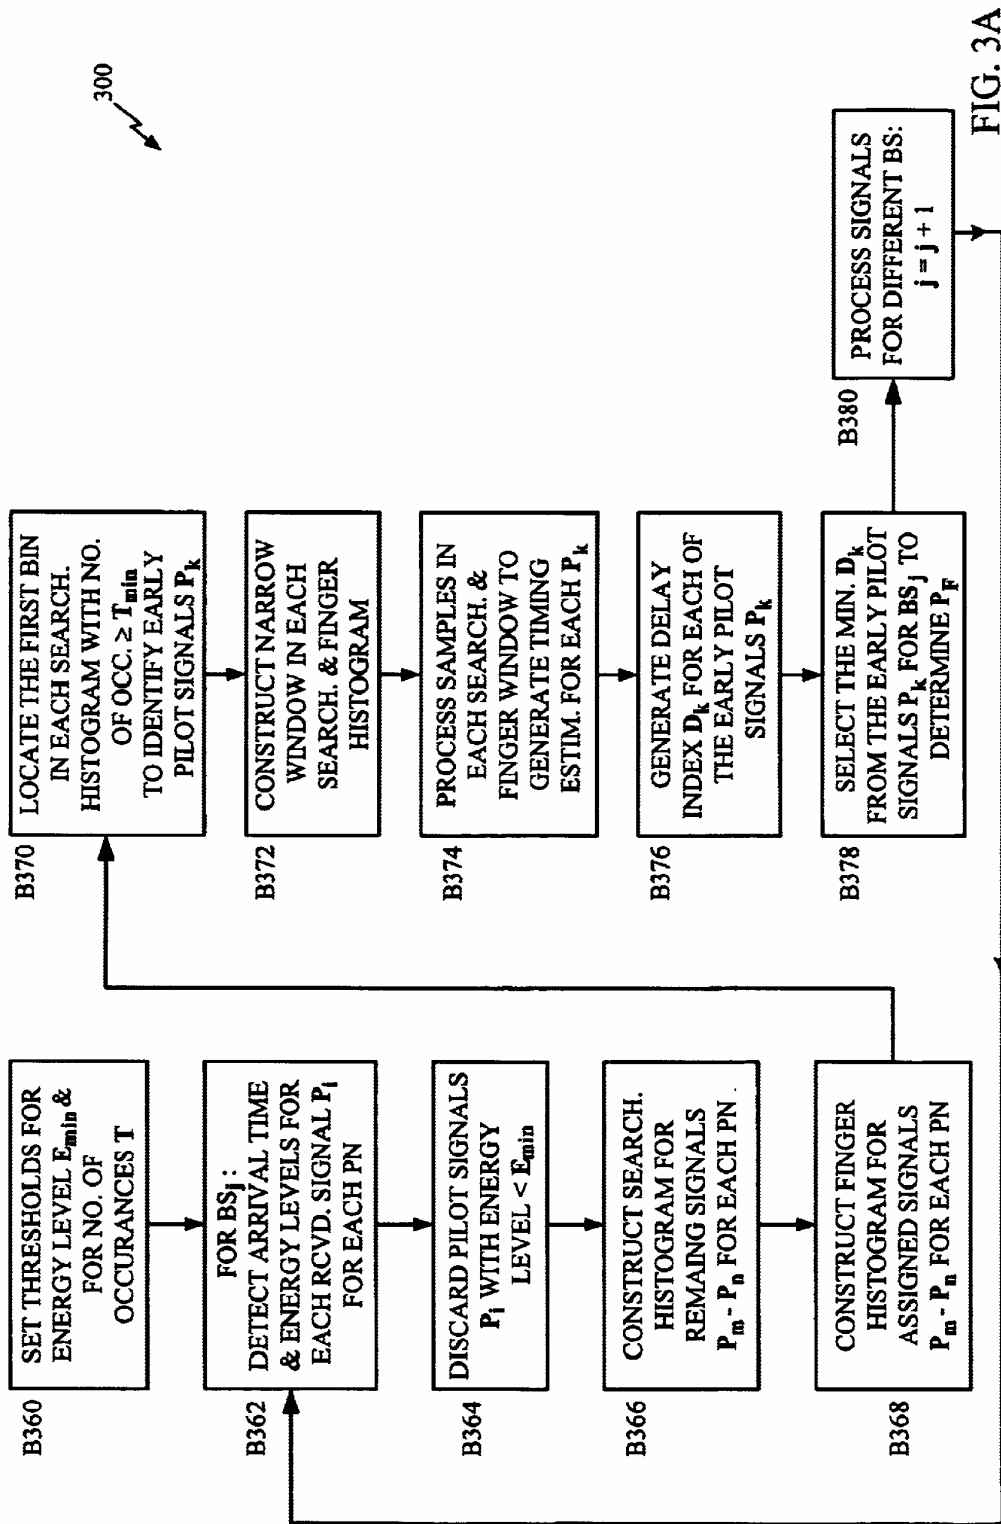 300
B360
SET THRESHOLDS FOR
ENERGY LEVEL Emin &
FOR NO. OF
OCCURANCES T
B362
FOR BSj :
DETECT ARRIVAL TIME
& ENERGY LEVELS FOR
EACH RCVD. SIGNAL Pi
FOR EACH PN
B364
DISCARD PILOT SIGNALS
Pi WITH ENERGY
LEVEL < Emin
B366
CONSTRUCT SEARCH.
HISTOGRAM FOR
REMAINING SIGNALS
Pm - Pn FOR EACH PN .
B368
CONSTRUCT FINGER
HISTOGRAM FOR
ASSIGNED SIGNALS
Pm - Pn FOR EACH PN
B370
LOCATE THE FIRST BIN
IN EACH SEARCH.
HISTOGRAM WITH NO.
OF OCC. ≥ Tmin
TO IDENTIFY EARLY
PILOT SIGNALS Pk
B372
CONSTRUCT NARROW
WINDOW IN EACH
SEARCH. & FINGER
HISTOGRAM
B374
PROCESS SAMPLES IN
EACH SEARCH. &
FINGER WINDOW TO
GENERATE TIMING
ESTIM. FOR EACH Pk
B376
GENERATE DELAY
INDEX Dk FOR EACH OF
THE EARLY PILOT
SIGNALS Pk
B378
SELECT THE MIN. Dk
FROM THE EARLY PILOT
SIGNALS Pk FOR BSj TO
DETERMINE PF
B380
PROCESS SIGNALS
FOR DIFFERENT BS:
j = j + 1
FIG. 3A